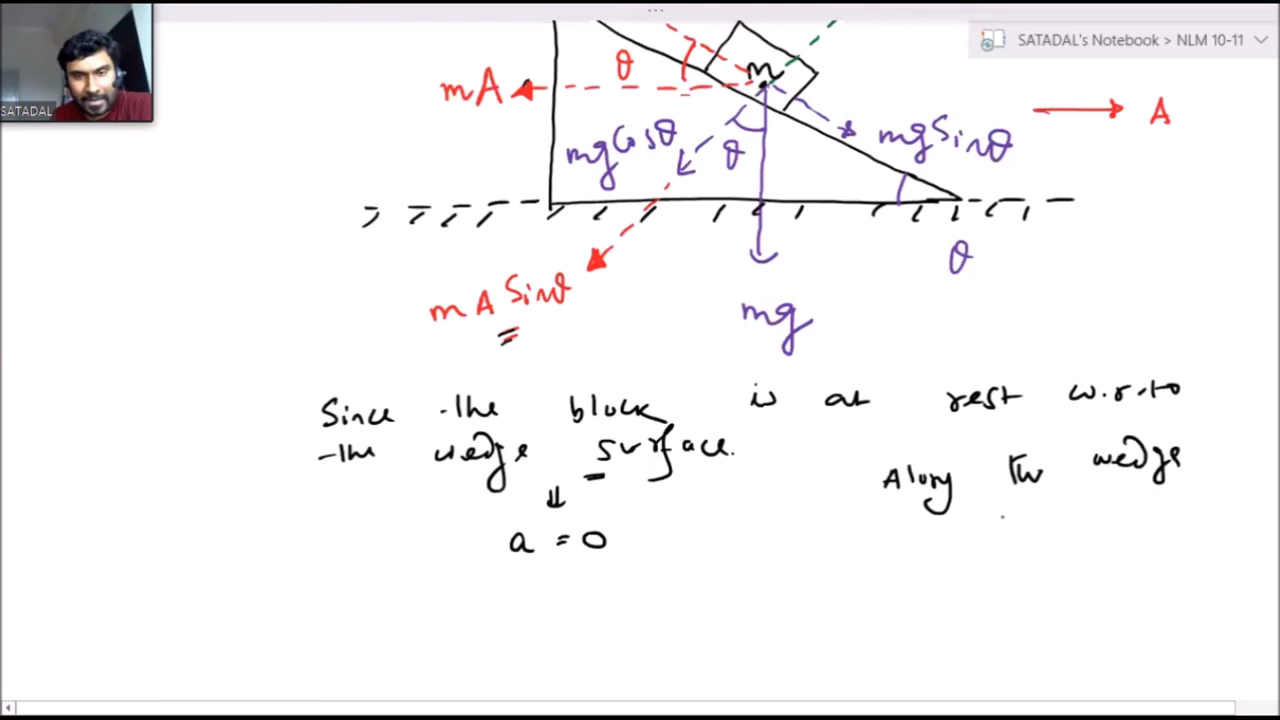 SATADAL's Notebook > NLM 10-11
SATADAL
θ
m
mA
A
mg cosθ
θ
mg sinθ
θ
mA sinθ
mg
Since the block is at rest w.r.to
the wedge surface.
Along the wedge
⇓
a = 0